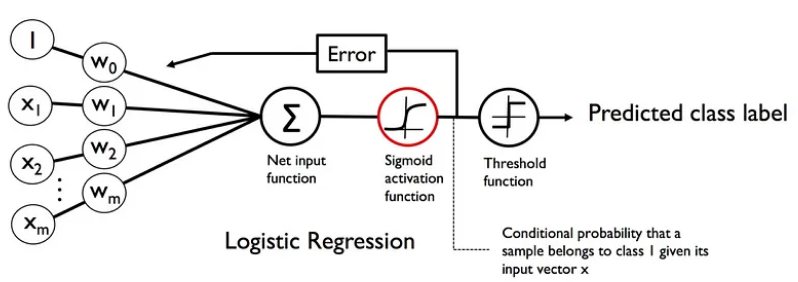 1
w0
Error
x1
w1
Σ
Predicted class label
x2
w2
Net input
function
Sigmoid
activation
function
Threshold
function
wm
xm
Logistic Regression
Conditional probability that a
sample belongs to class 1 given its
input vector x